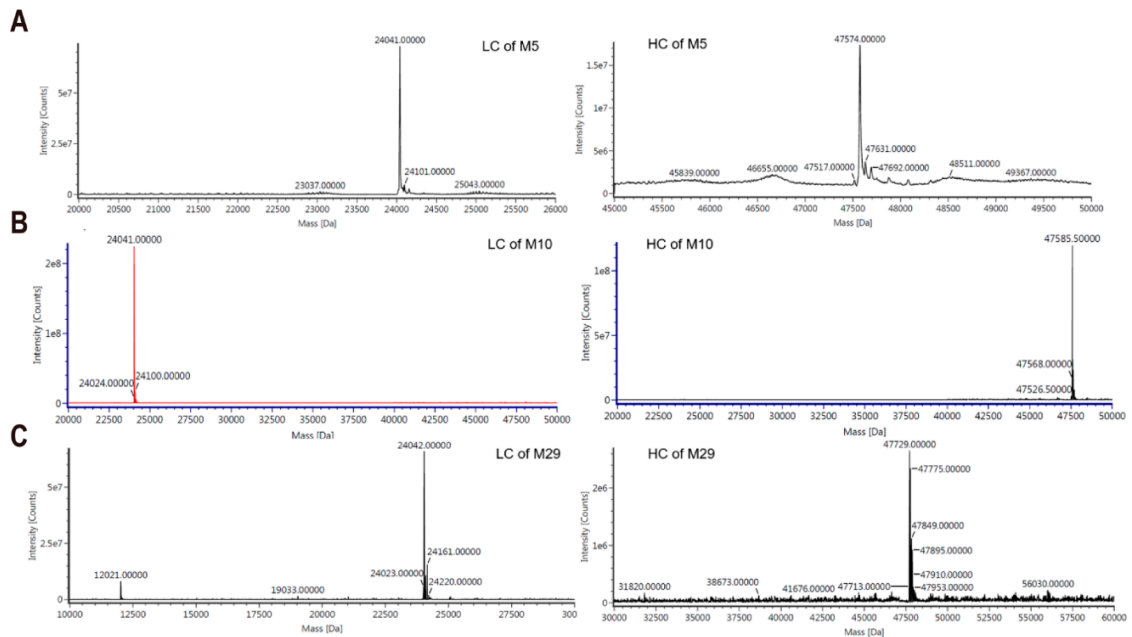 A
LC of M5
24041.00000
24101.00000
23037.00000
25043.00000
Intensity [Counts]
5e7
2.5e7
0
20000 20500 21000 21500 22000 22500 23000 23500 24000 24500 25000 25500 26000
Mass [Da]
HC of M5
47574.00000
47631.00000
47517.00000
47692.00000
48511.00000
45839.00000
46655.00000
49367.00000
Intensity [Counts]
1.5e7
1e7
5e6
0
45000 45500 46000 46500 47000 47500 48000 48500 49000 49500 50000
Mass [Da]
B
LC of M10
24041.00000
24024.00000
24100.00000
Intensity [Counts]
2e8
1e8
0
20000 22500 25000 27500 30000 32500 35000 37500 40000 42500 45000 47500 50000
Mass [Da]
HC of M10
47585.50000
47568.00000
47526.50000
Intensity [Counts]
1e8
5e7
0
20000 22500 25000 27500 30000 32500 35000 37500 40000 42500 45000 47500 50000
Mass [Da]
C
LC of M29
24042.00000
24161.00000
24023.00000
24220.00000
12021.00000
19033.00000
Intensity [Counts]
5e7
2.5e7
0
10000 12500 15000 17500 20000 22500 25000 27500 300
Mass [Da]
HC of M29
47729.00000
47775.00000
47849.00000
47895.00000
47910.00000
47713.00000
47953.00000
31820.00000
38673.00000
41676.00000
56030.00000
Intensity [Counts]
2e6
1e6
0
30000 32500 35000 37500 40000 42500 45000 47500 50000 52500 55000 57500 60000
Mass [Da]